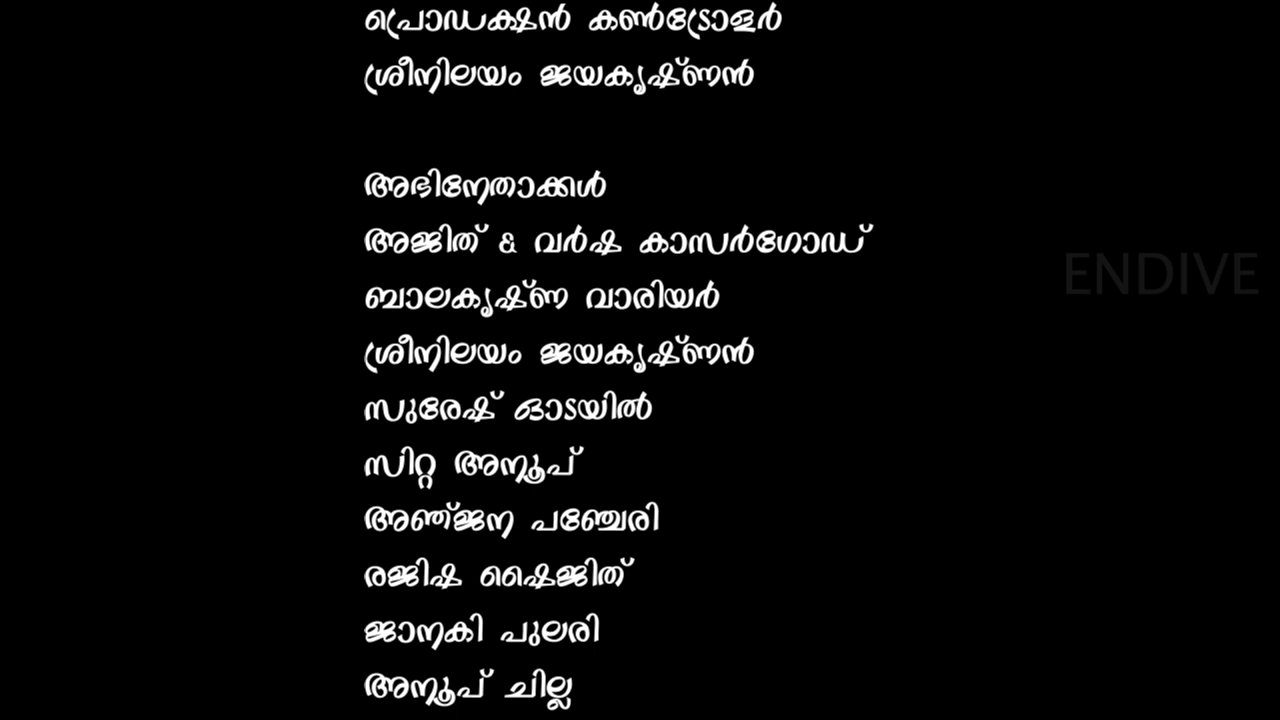 പ്രൊഡക്ഷൻ കൺട്രോളർ
ശ്രീനിലയം ജയകൃഷ്ണൻ
അഭിനേതാക്കൾ
അജിത് & വർഷ കാസർഗോഡ്
ENDIVE
ബാലകൃഷ്ണ വാരിയർ
ശ്രീനിലയം ജയകൃഷ്ണൻ
സുരേഷ് ഓടയിൽ
സിറ്റ അനൂപ്
അഞ്ജന പഞ്ചേരി
രജിഷ ഷൈജിത്
ജാനകി പുലരി
അനൂപ് ചില്ല